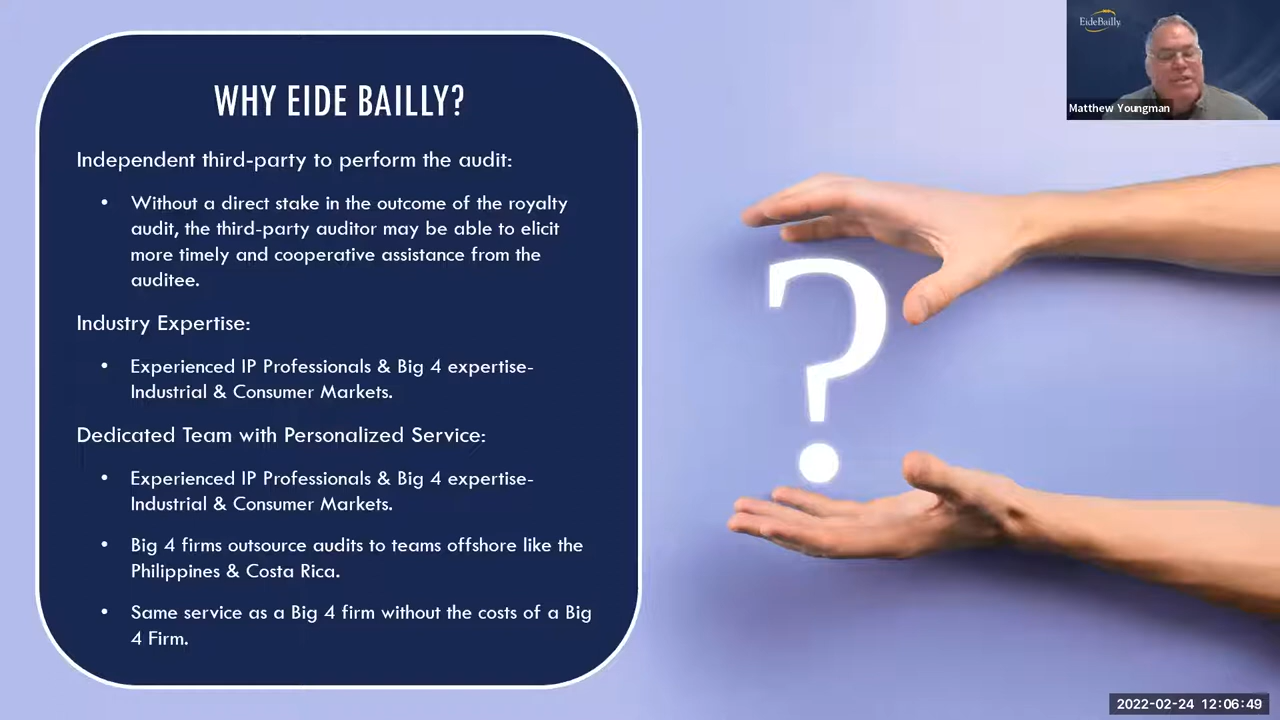 WHY EIDE BAILLY?
Independent third-party to perform the audit:
• Without a direct stake in the outcome of the royalty
audit, the third-party auditor may be able to elicit
more timely and cooperative assistance from the
auditee.
Industry Expertise:
• Experienced IP Professionals & Big 4 expertise-
Industrial & Consumer Markets.
Dedicated Team with Personalized Service:
• Experienced IP Professionals & Big 4 expertise-
Industrial & Consumer Markets.
• Big 4 firms outsource audits to teams offshore like the
Philippines & Costa Rica.
• Same service as a Big 4 firm without the costs of a Big
4 Firm.
?
EideBailly
Matthew Youngman
2022-02-24 12:06:49